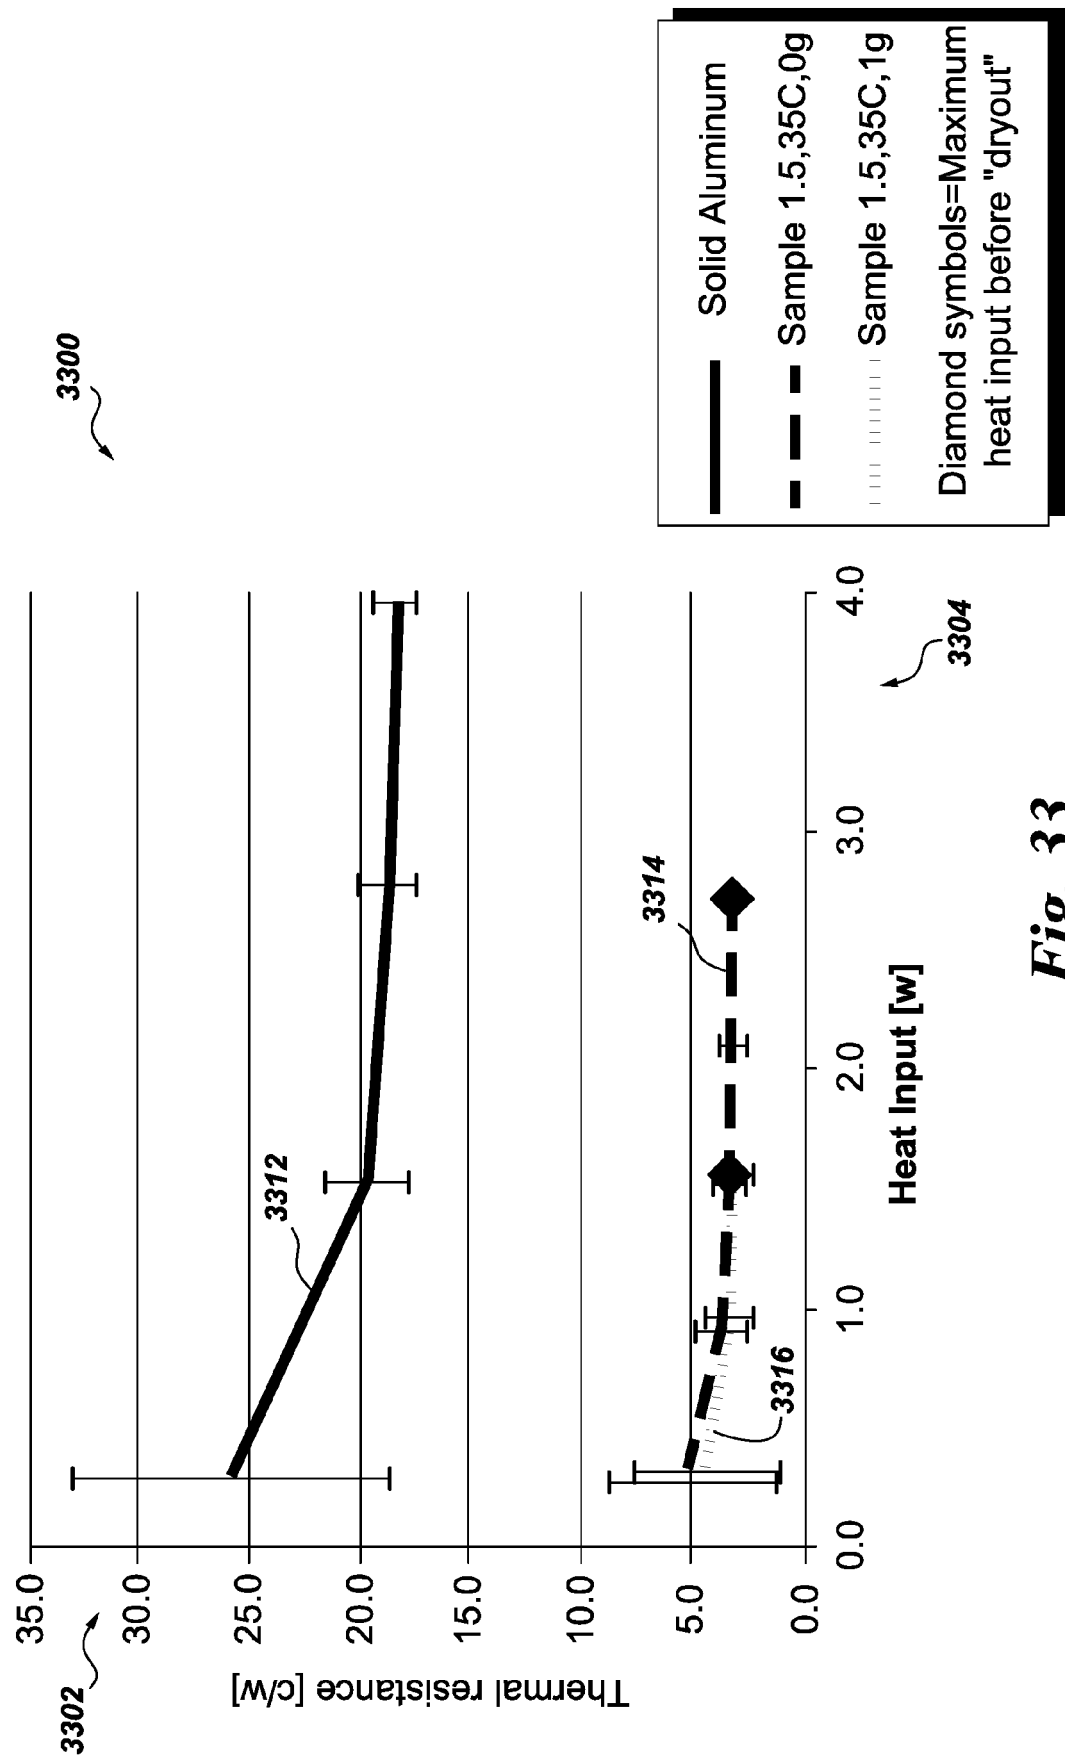 3300
35.0
30.0
25.0
20.0
15.0
10.0
5.0
0.0
3302
Thermal resistance [c/w]
3312
3314
3316
0.0
1.0
2.0
3.0
4.0
3304
Heat Input [w]
Solid Aluminum
Sample 1.5,35C,0g
Sample 1.5,35C,1g
Diamond symbols=Maximum
heat input before "dryout"
Fig. 33